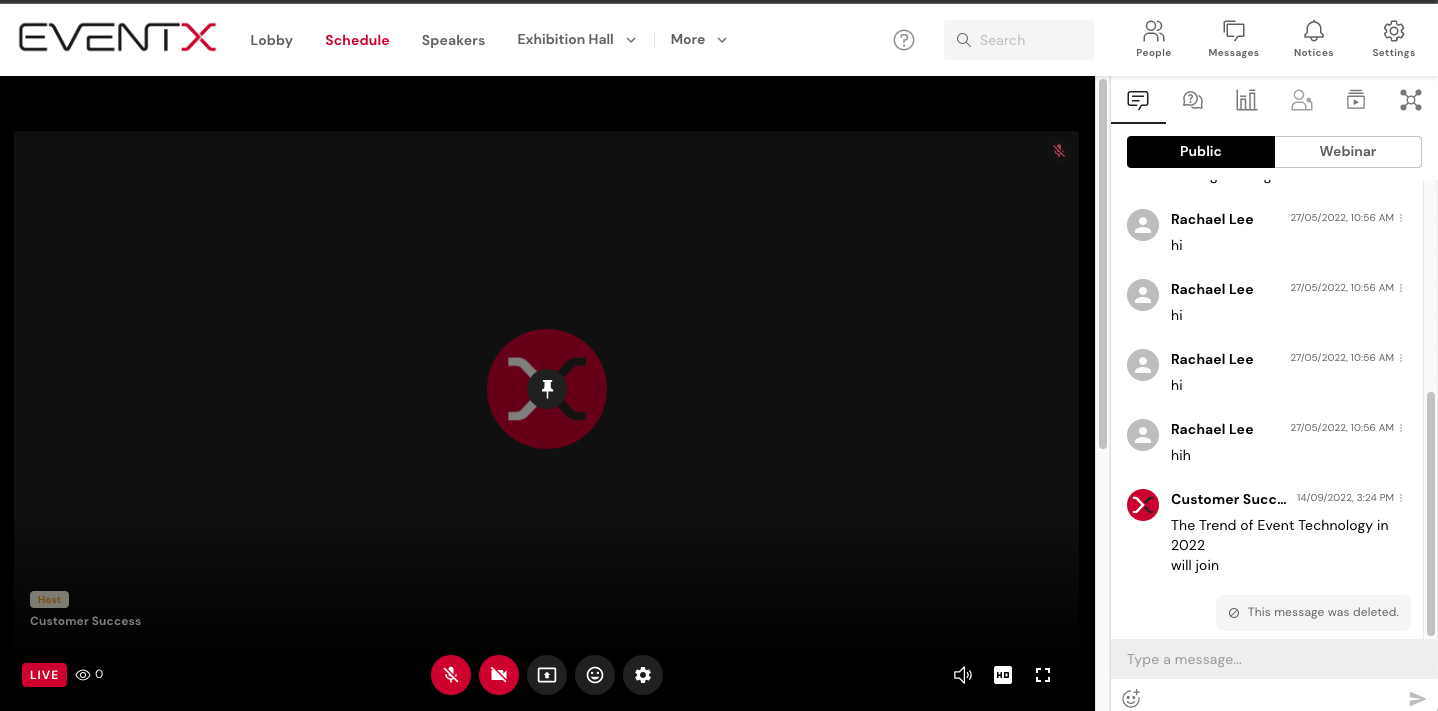 EVENTX
Lobby
Schedule
Speakers
Exhibition Hall
More
Search
People
Messages
Notices
Settings
Public
Webinar
Rachael Lee 27/05/2022, 10:56 AM
hi
Rachael Lee 27/05/2022, 10:56 AM
hi
Rachael Lee 27/05/2022, 10:56 AM
hi
Rachael Lee 27/05/2022, 10:56 AM
hih
Customer Succ... 14/09/2022, 3:24 PM
The Trend of Event Technology in
2022
will join
This message was deleted.
Type a message...
Host
Customer Success
LIVE 0
HD